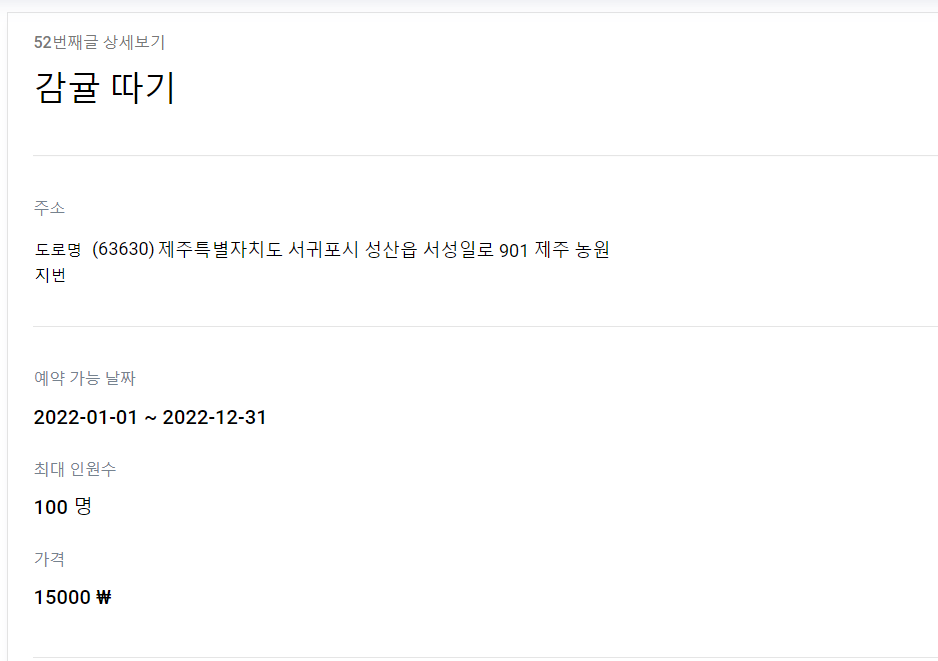 52번째글 상세보기
감귤 따기
주소
도로명 (63630) 제주특별자치도 서귀포시 성산읍 서성일로 901 제주 농원
지번
예약 가능 날짜
2022-01-01 ~ 2022-12-31
최대 인원수
100 명
가격
15000 ₩